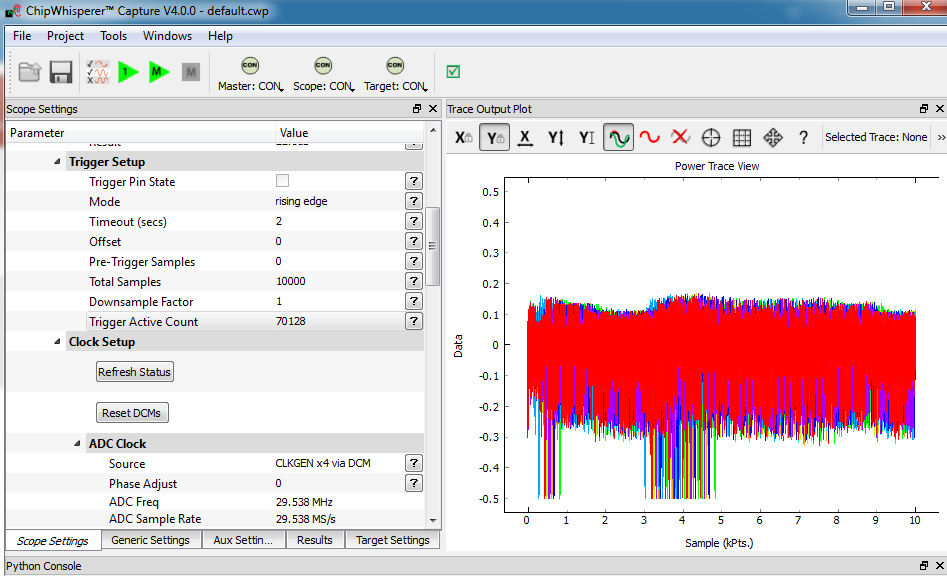 ChipWhisperer™ Capture V4.0.0 - default.cwp
File Project Tools Windows Help
1 M M CON CON CON
Master: CON Scope: CON Target: CON
Scope Settings
Parameter Value
Trigger Setup
Trigger Pin State ?
Mode rising edge ?
Timeout (secs) 2 ?
Offset 0 ?
Pre-Trigger Samples 0 ?
Total Samples 10000 ?
Downsample Factor 1 ?
Trigger Active Count 70128 ?
Clock Setup
Refresh Status
Reset DCMs
ADC Clock
Source CLKGEN x4 via DCM ?
Phase Adjust 0 ?
ADC Freq 29.538 MHz
ADC Sample Rate 29.538 MS/s
Scope Settings Generic Settings Aux Settin... Results Target Settings
Python Console
Trace Output Plot
X Y X Y Y ? Selected Trace: None »
Power Trace View
0.5
0.4
0.3
0.2
0.1
0
-0.1
-0.2
-0.3
-0.4
-0.5
Data
0 1 2 3 4 5 6 7 8 9 10
Sample (kPts.)